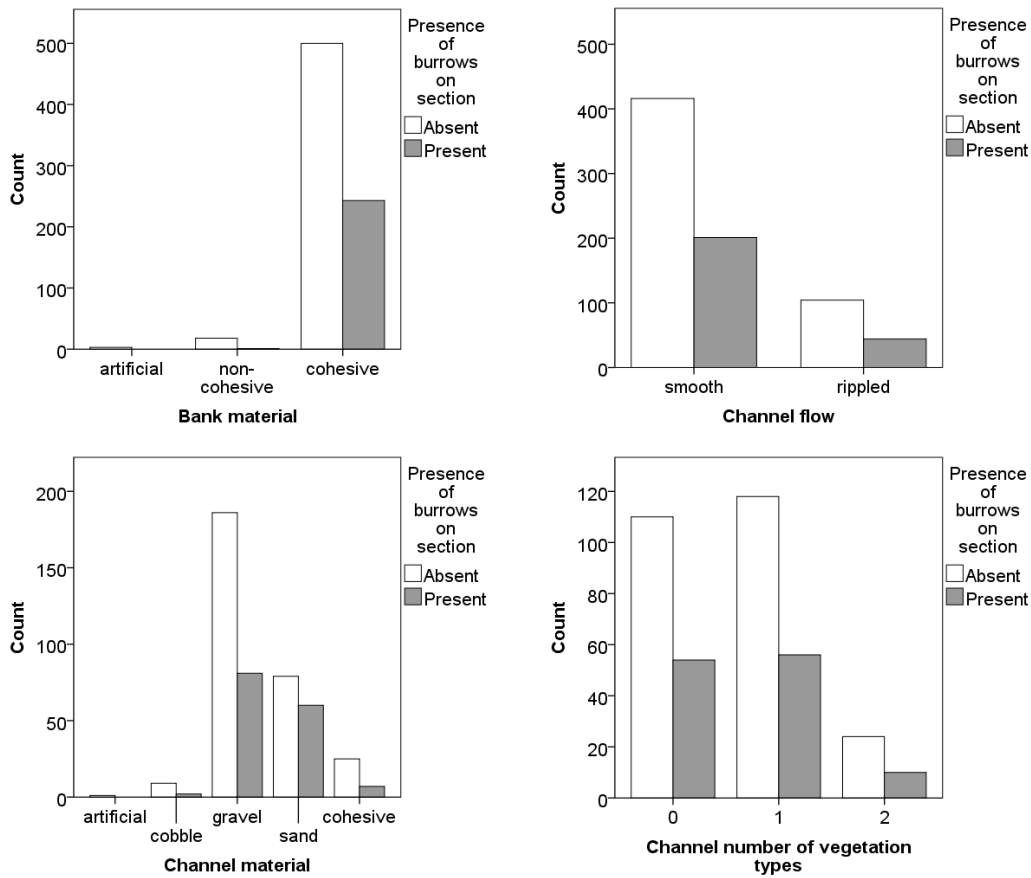 Presence
of
burrows
on
section
Absent
Present
500
400
300
200
100
0
Count
artificial
non-
cohesive
cohesive
Bank material
Presence
of
burrows
on
section
Absent
Present
500
400
300
200
100
0
Count
smooth
rippled
Channel flow
Presence
of
burrows
on
section
Absent
Present
200
150
100
50
0
Count
artificial
cobble
gravel
sand
cohesive
Channel material
Presence
of
burrows
on
section
Absent
Present
120
100
80
60
40
20
0
Count
0
1
2
Channel number of vegetation
types